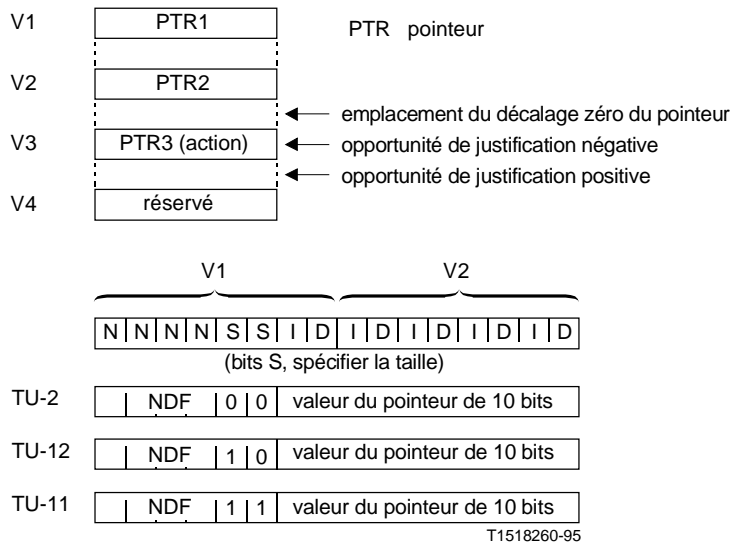 V1 PTR1 PTR pointeur
V2 PTR2
emplacement du décalage zéro du pointeur
V3 PTR3 (action) opportunité de justification négative
opportunité de justification positive
V4 réservé
V1 V2
N N N N S S I D I D I D I D I D
(bits S, spécifier la taille)
TU-2 NDF 0 0 valeur du pointeur de 10 bits
TU-12 NDF 1 0 valeur du pointeur de 10 bits
TU-11 NDF 1 1 valeur du pointeur de 10 bits
T1518260-95